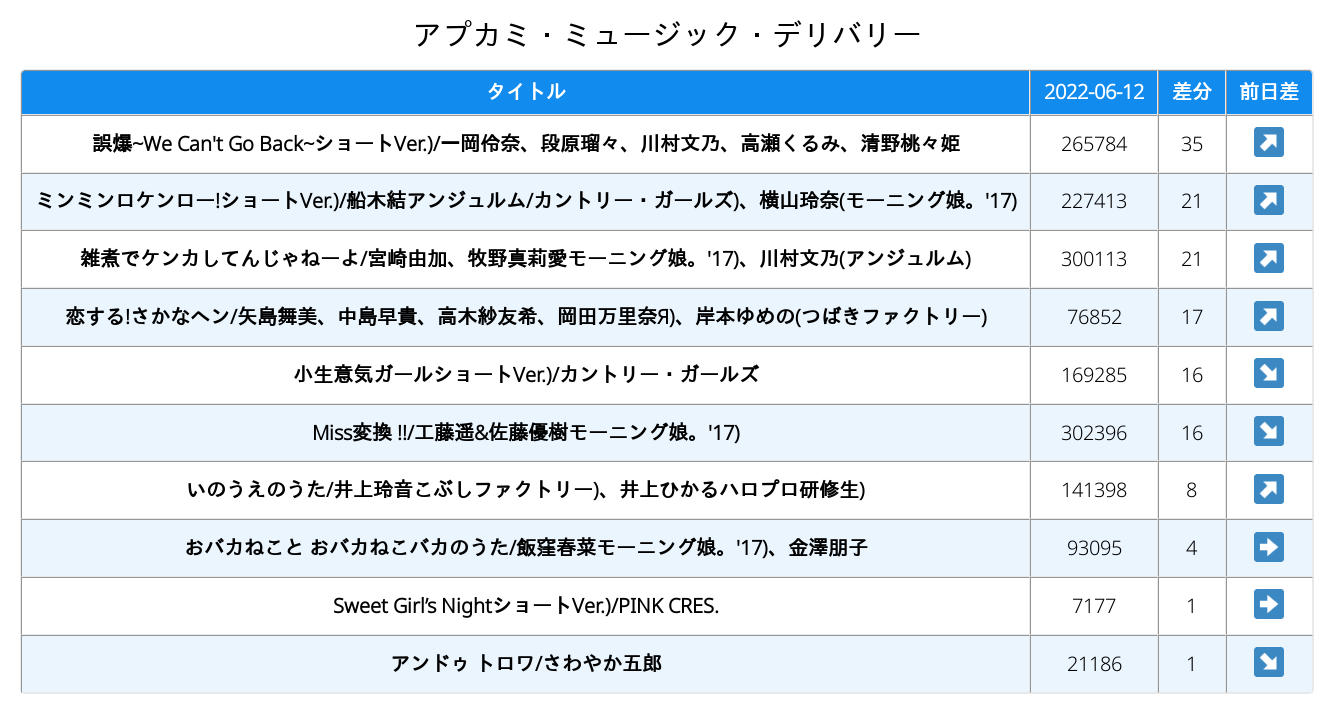 アプカミ・ミュージック・デリバリー
タイトル 2022-06-12 差分 前日差
誤爆~We Can't Go Back~ショートVer.)/一岡伶奈、段原瑠々、川村文乃、高瀬くるみ、清野桃々姫 265784 35 ↗
ミンミンロケンロー!ショートVer.)/船木結アンジュルム/カントリー・ガールズ)、横山玲奈(モーニング娘。'17) 227413 21 ↗
雑煮でケンカしてんじゃねーよ/宮崎由加、牧野真莉愛モーニング娘。'17)、川村文乃(アンジュルム) 300113 21 ↗
恋する!さかなヘン/矢島舞美、中島早貴、高木紗友希、岡田万里奈Я)、岸本ゆめの(つばきファクトリー) 76852 17 ↗
小生意気ガールショートVer.)/カントリー・ガールズ 169285 16 ↘
Miss変換 !!/工藤遥&佐藤優樹モーニング娘。'17) 302396 16 ↘
いのうえのうた/井上玲音こぶしファクトリー)、井上ひかるハロプロ研修生) 141398 8 ↗
おバカねこと おバカねこバカのうた/飯窪春菜モーニング娘。'17)、金澤朋子 93095 4 ➡
Sweet Girl’s NightショートVer.)/PINK CRES. 7177 1 ➡
アンドゥ トロワ/さわやか五郎 21186 1 ↘